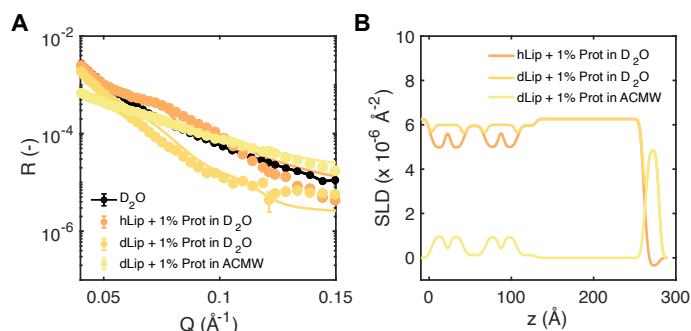 A
R (-)
10-2
10-4
10-6
D2O
hLip + 1% Prot in D2O
dLip + 1% Prot in D2O
dLip + 1% Prot in ACMW
0.05
0.1
0.15
Q (Å-1)
B
SLD (x 10-6 Å-2)
10
8
6
4
2
0
hLip + 1% Prot in D2O
dLip + 1% Prot in D2O
dLip + 1% Prot in ACMW
0
100
200
300
z (Å)